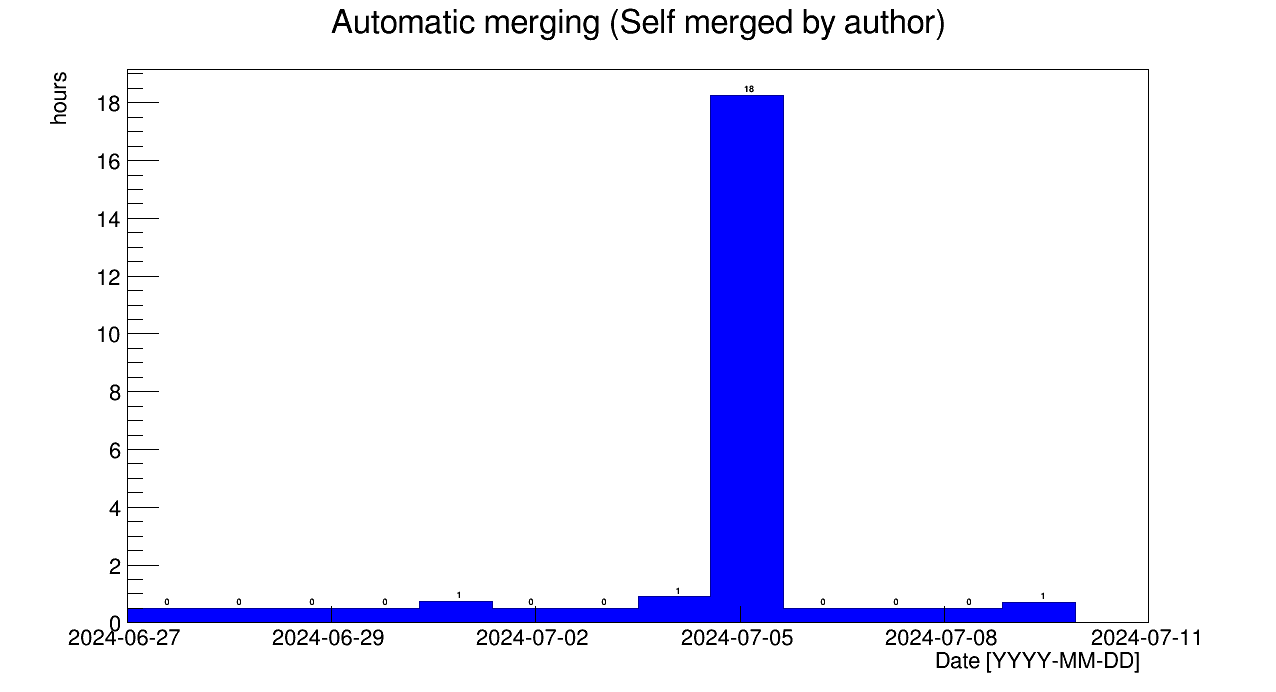 Automatic merging (Self merged by author)
hours
18
16
14
12
10
8
6
4
2
0
0 0 0 0 1 0 0 1 18 0 0 0 1
2024-06-27 2024-06-29 2024-07-02 2024-07-05 2024-07-08 2024-07-11
Date [YYYY-MM-DD]